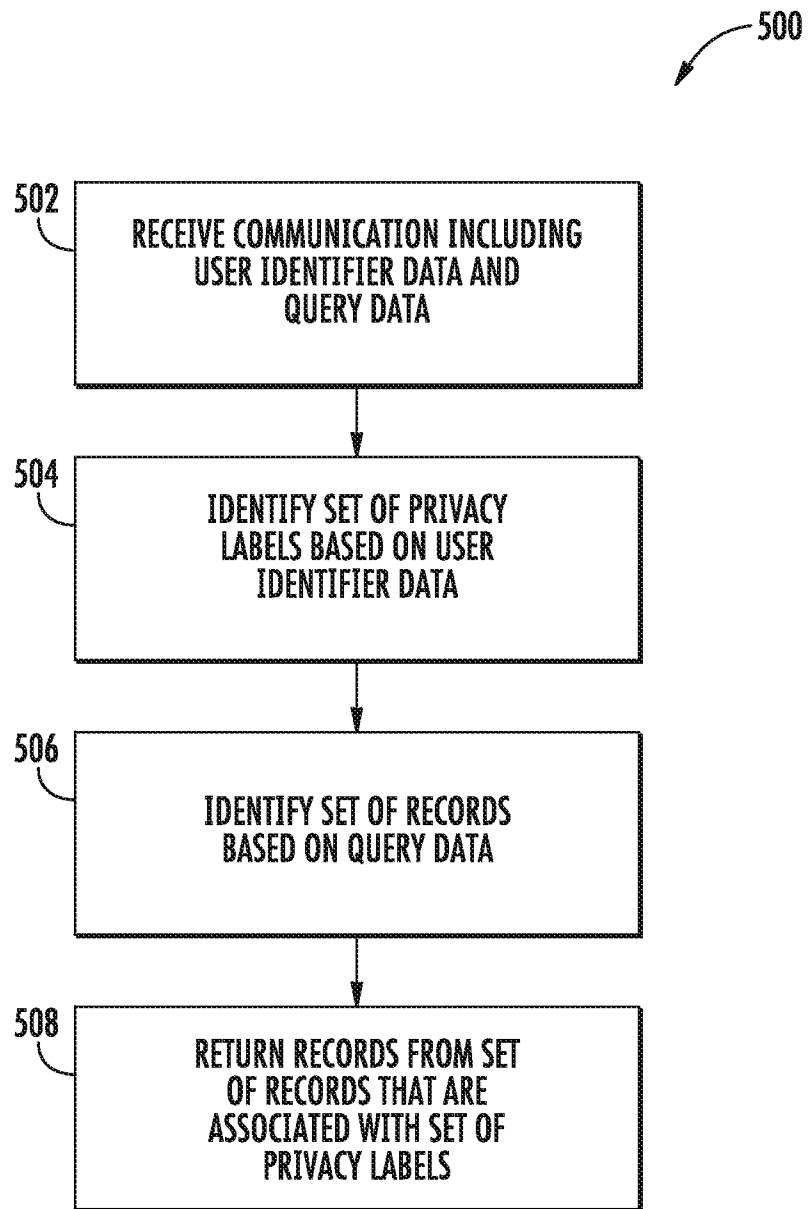 500
502
RECEIVE COMMUNICATION INCLUDING
USER IDENTIFIER DATA AND
QUERY DATA
504
IDENTIFY SET OF PRIVACY
LABELS BASED ON USER
IDENTIFIER DATA
506
IDENTIFY SET OF RECORDS
BASED ON QUERY DATA
508
RETURN RECORDS FROM SET
OF RECORDS THAT ARE
ASSOCIATED WITH SET OF
PRIVACY LABELS